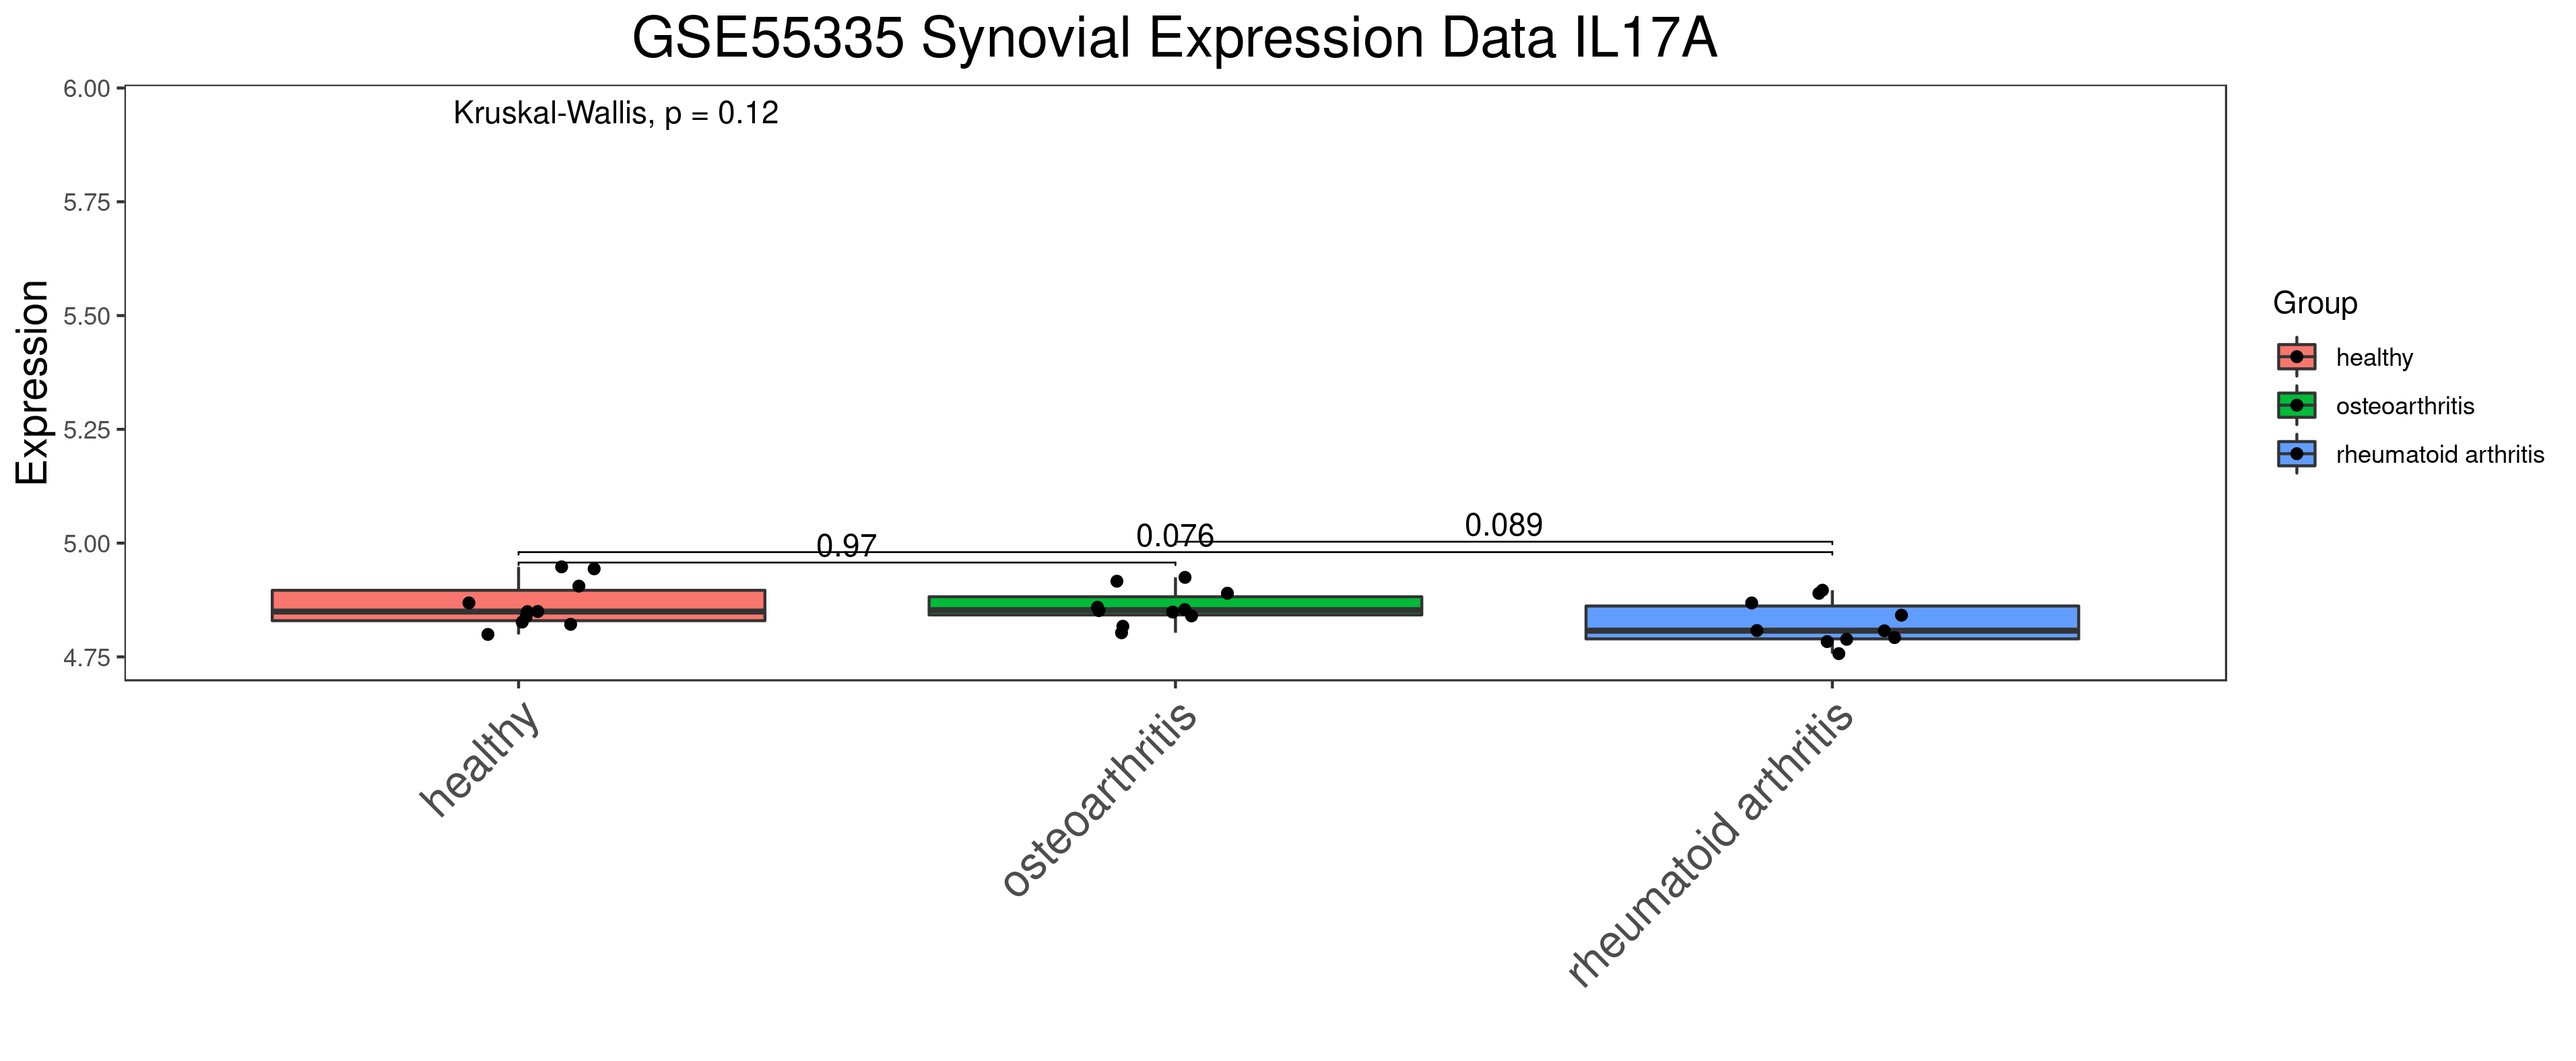 GSE55335 Synovial Expression Data IL17A
Kruskal-Wallis, p = 0.12
Expression
6.00
5.75
5.50
5.25
5.00
4.75
0.97
0.076
0.089
healthy
osteoarthritis
rheumatoid arthritis
Group
healthy
osteoarthritis
rheumatoid arthritis